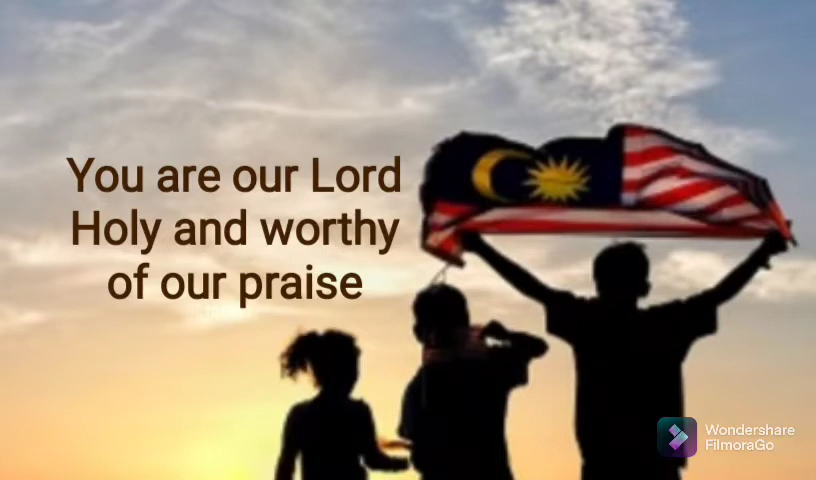 You are our Lord
Holy and worthy
of our praise
Wondershare
FilmoraGo